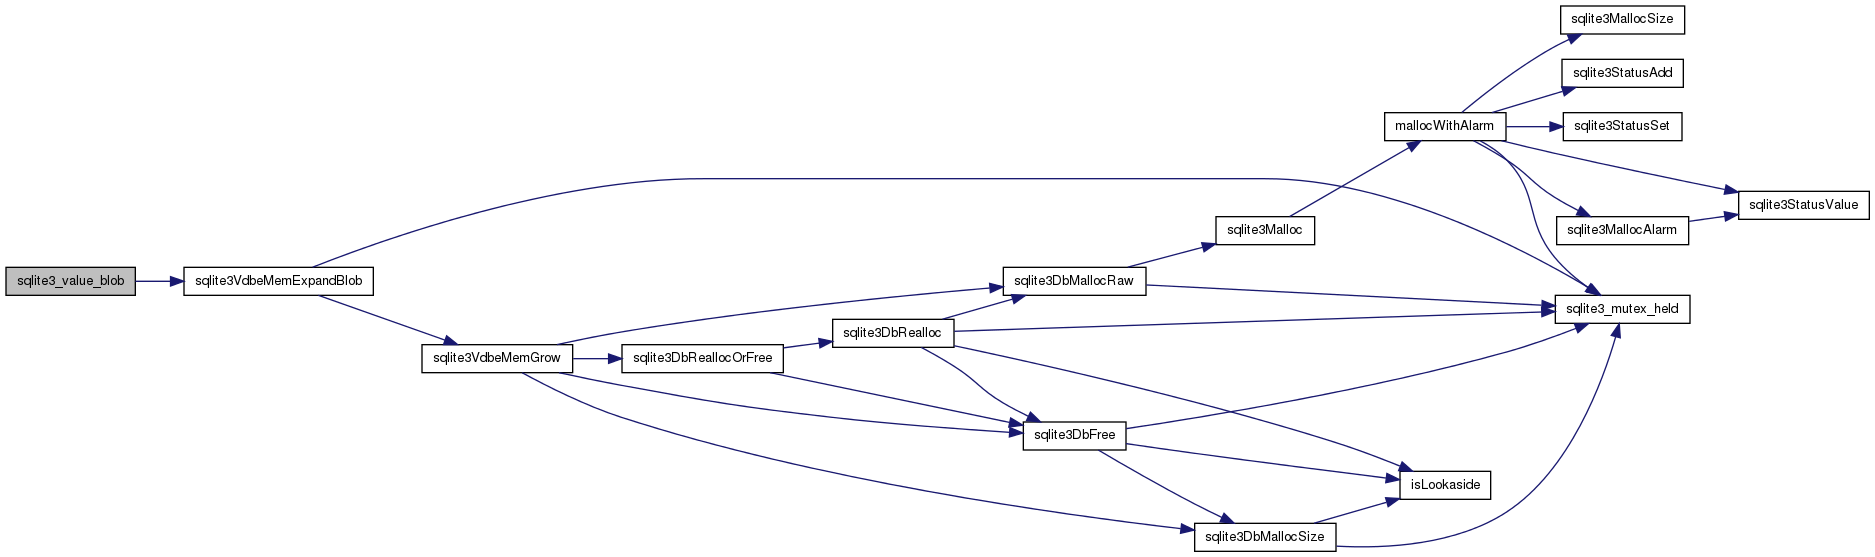 sqlite3MallocSize
sqlite3StatusAdd
mallocWithAlarm
sqlite3StatusSet
sqlite3StatusValue
sqlite3Malloc
sqlite3MallocAlarm
sqlite3_value_blob
sqlite3VdbeMemExpandBlob
sqlite3DbMallocRaw
sqlite3_mutex_held
sqlite3DbRealloc
sqlite3VdbeMemGrow
sqlite3DbReallocOrFree
sqlite3DbFree
isLookaside
sqlite3DbMallocSize